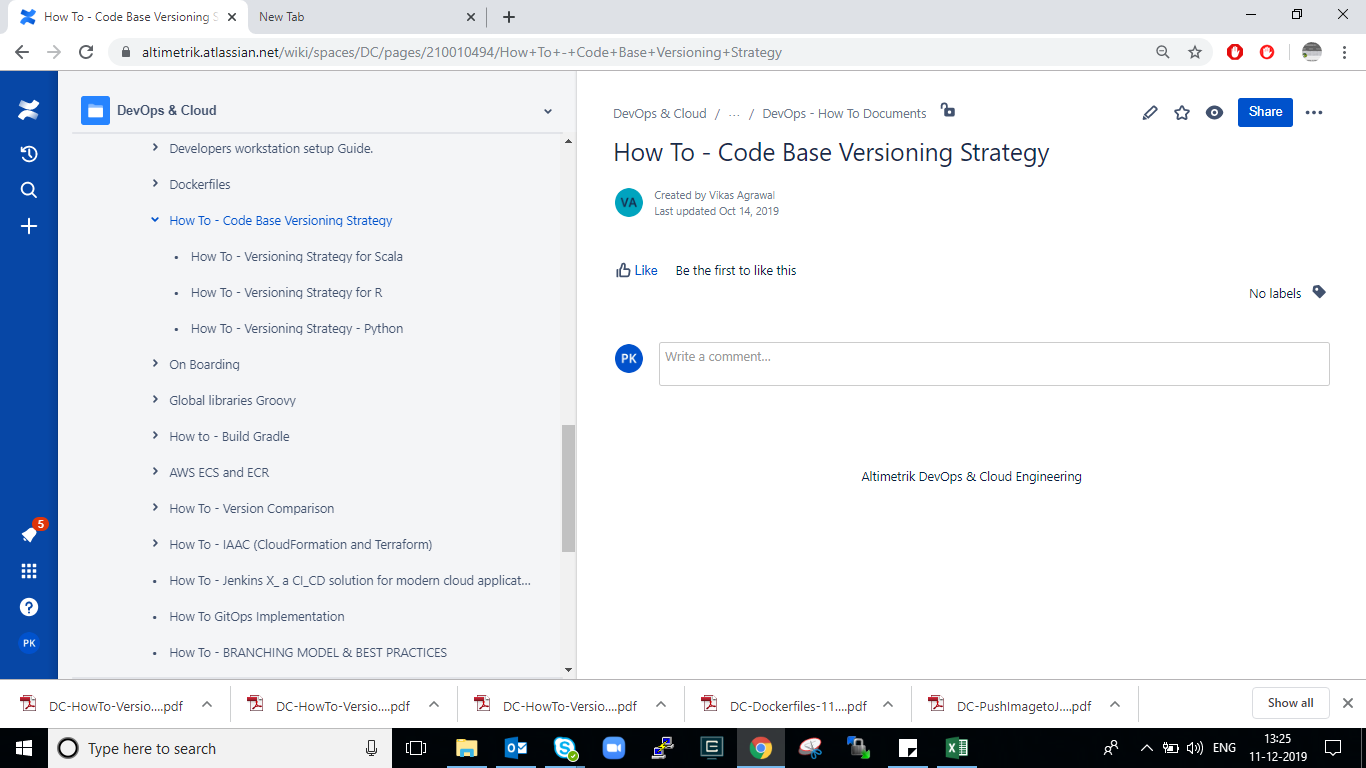 How To - Code Base Versioning S
New Tab
altimetrik.atlassian.net/wiki/spaces/DC/pages/210010494/How+To+-+Code+Base+Versioning+Strategy
DevOps & Cloud
Developers workstation setup Guide.
Dockerfiles
How To - Code Base Versioning Strategy
How To - Versioning Strategy for Scala
How To - Versioning Strategy for R
How To - Versioning Strategy - Python
On Boarding
Global libraries Groovy
How to - Build Gradle
AWS ECS and ECR
How To - Version Comparison
How To - IAAC (CloudFormation and Terraform)
How To - Jenkins X_ a CI_CD solution for modern cloud applicat...
How To GitOps Implementation
How To - BRANCHING MODEL & BEST PRACTICES
5
PK
DevOps & Cloud / ... / DevOps - How To Documents
Share
How To - Code Base Versioning Strategy
VA
Created by Vikas Agrawal
Last updated Oct 14, 2019
Like Be the first to like this
No labels
PK
Write a comment...
Altimetrik DevOps & Cloud Engineering
DC-HowTo-Versio....pdf
DC-HowTo-Versio....pdf
DC-HowTo-Versio....pdf
DC-Dockerfiles-11....pdf
DC-PushImagetoJ....pdf
Show all
Type here to search
ENG
13:25
11-12-2019